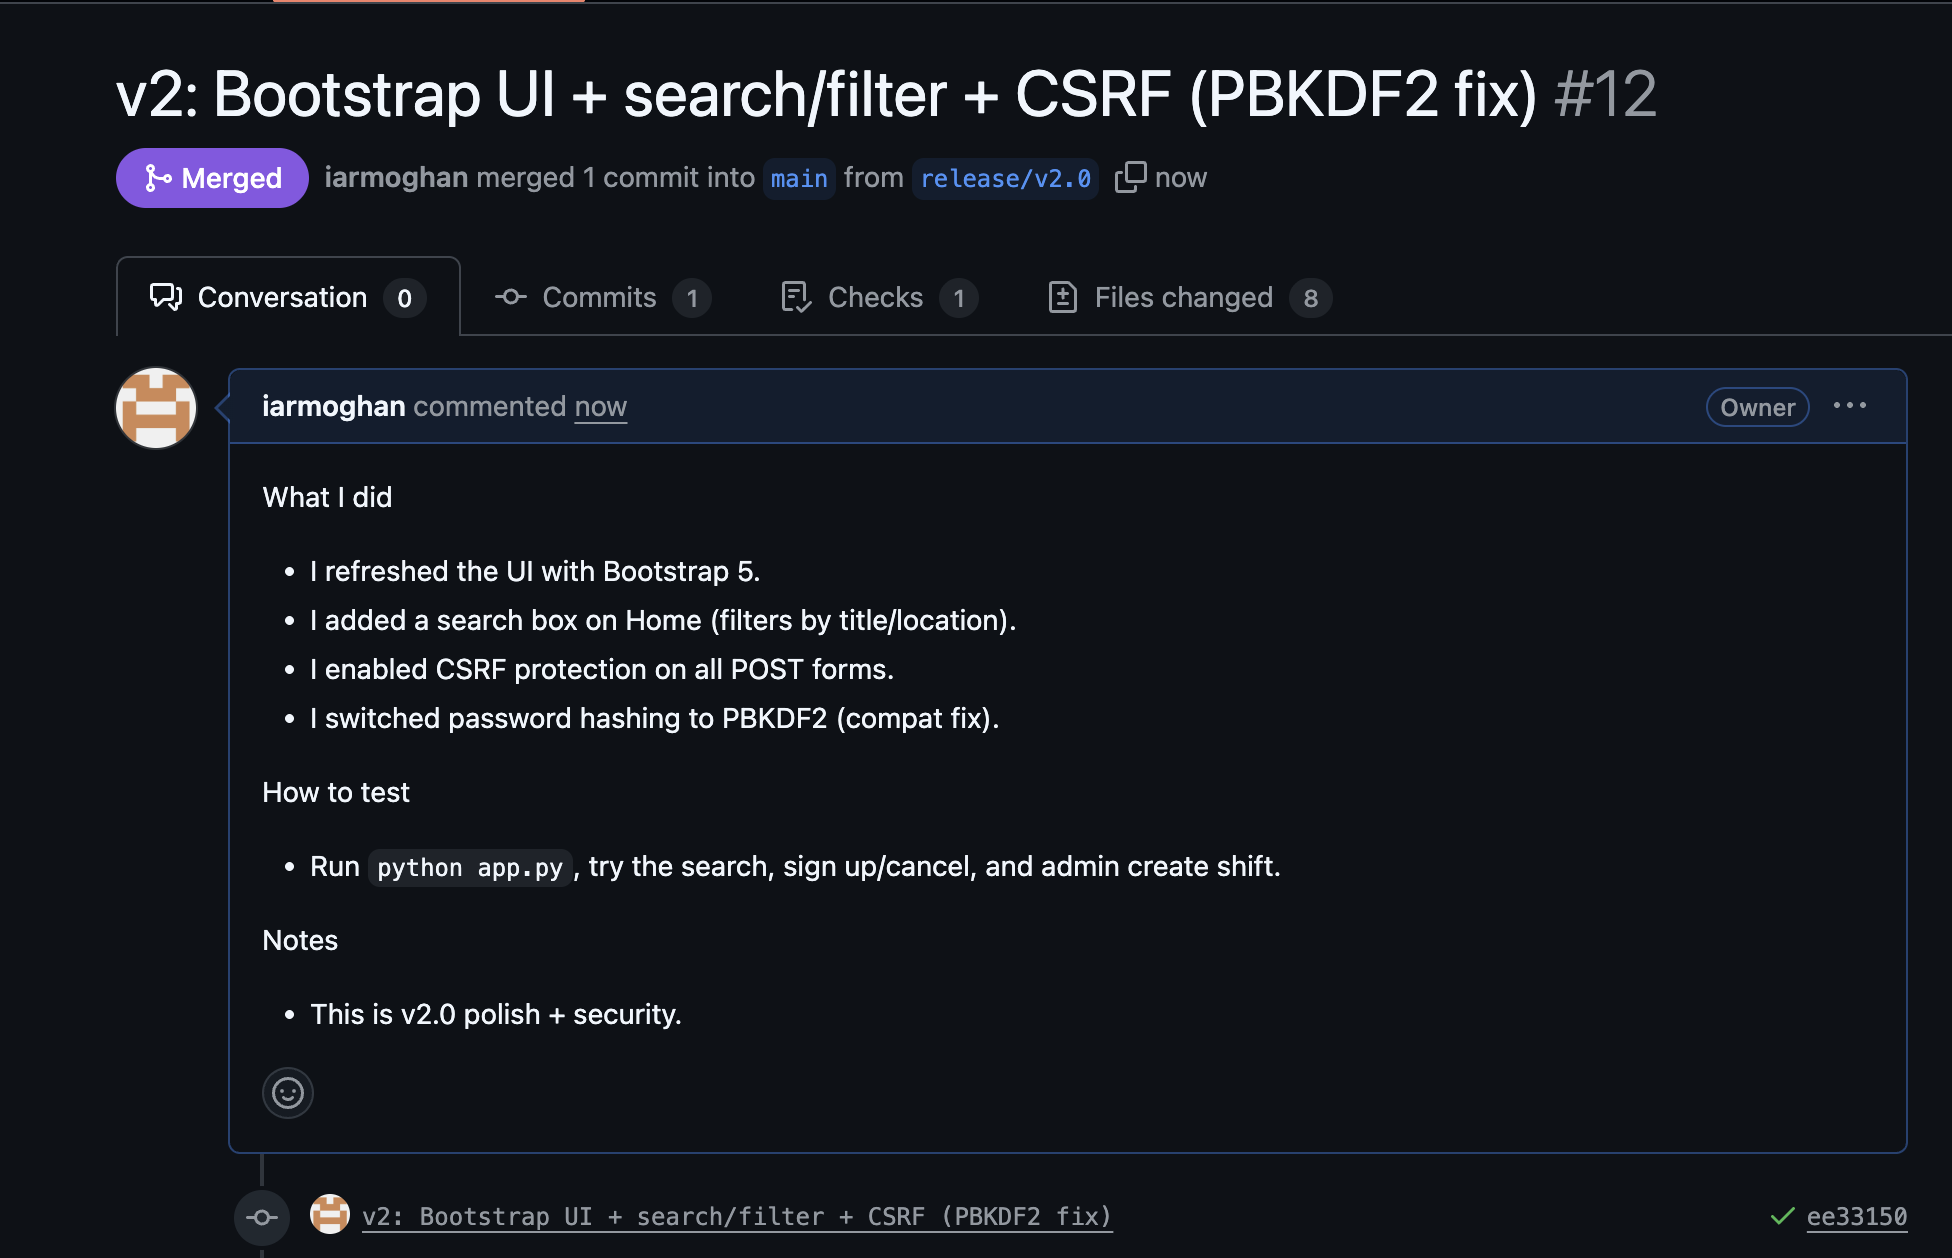 v2: Bootstrap UI + search/filter + CSRF (PBKDF2 fix) #12
Merged iarmoghan merged 1 commit into main from release/v2.0 now
Conversation 0 Commits 1 Checks 1 Files changed 8
iarmoghan commented now Owner
What I did
• I refreshed the UI with Bootstrap 5.
• I added a search box on Home (filters by title/location).
• I enabled CSRF protection on all POST forms.
• I switched password hashing to PBKDF2 (compat fix).
How to test
• Run python app.py, try the search, sign up/cancel, and admin create shift.
Notes
• This is v2.0 polish + security.
v2: Bootstrap UI + search/filter + CSRF (PBKDF2 fix) ee33150